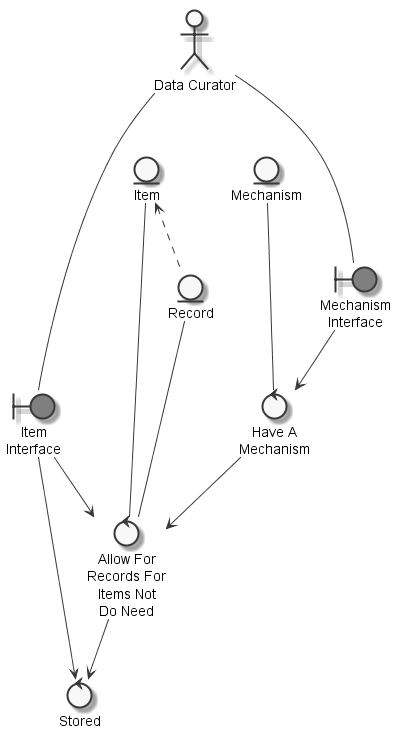 Data Curator
Item
Mechanism
Record
Mechanism
Interface
Item
Interface
Have A
Mechanism
Allow For
Records For
Items Not
Do Need
Stored